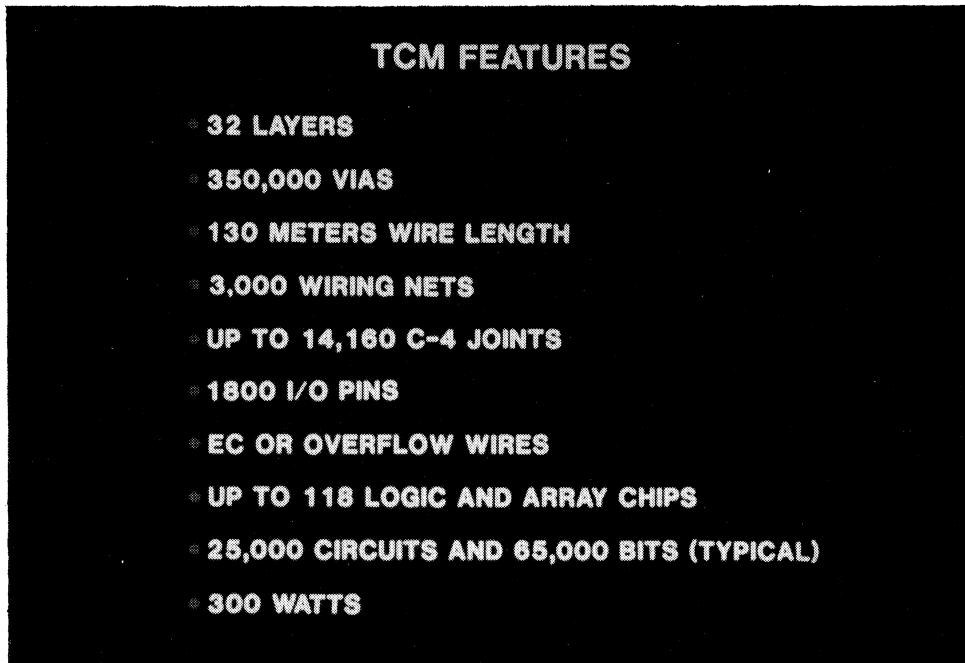 TCM FEATURES
• 32 LAYERS
• 350,000 VIAS
• 130 METERS WIRE LENGTH
• 3,000 WIRING NETS
• UP TO 14,160 C-4 JOINTS
• 1800 I/O PINS
• EC OR OVERFLOW WIRES
• UP TO 118 LOGIC AND ARRAY CHIPS
• 25,000 CIRCUITS AND 65,000 BITS (TYPICAL)
• 300 WATTS